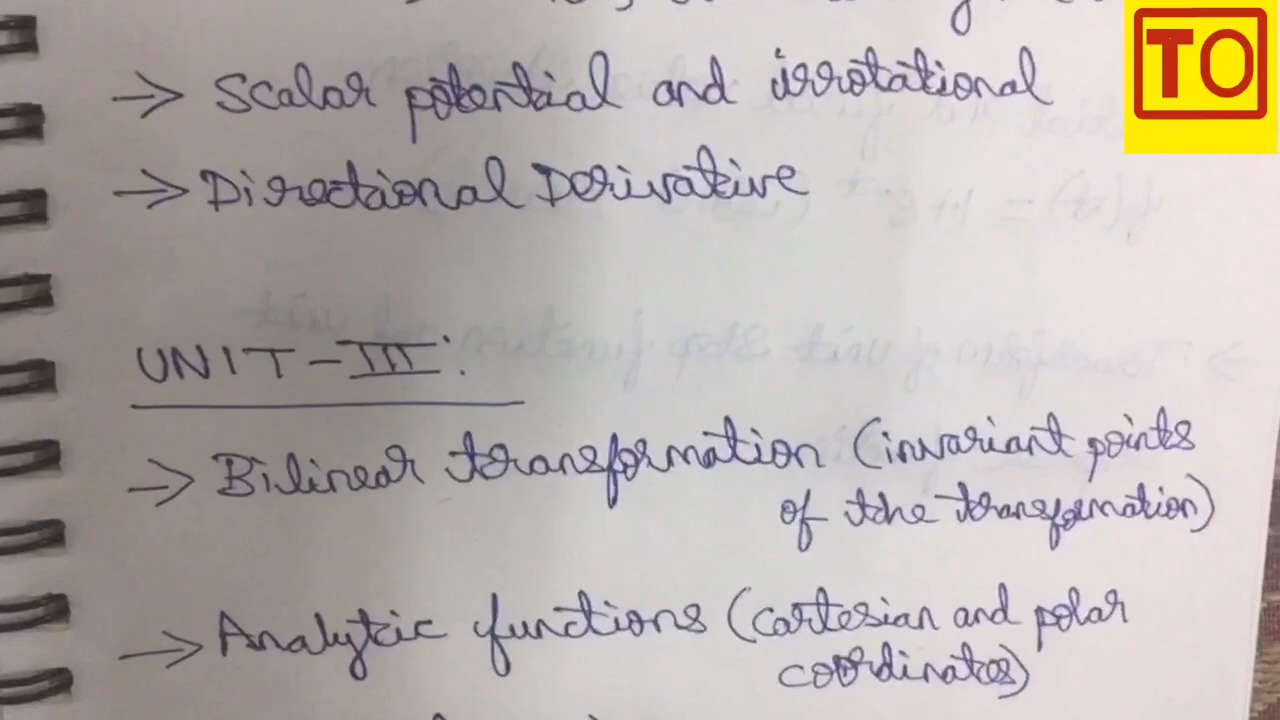 TO
→ Scalar potential and irrotational
→ Directional Derivative
UNIT-III:
→ Bilinear transformation (invariant points
of the transformation)
→ Analytic functions (cartesian and polar
coordinates)